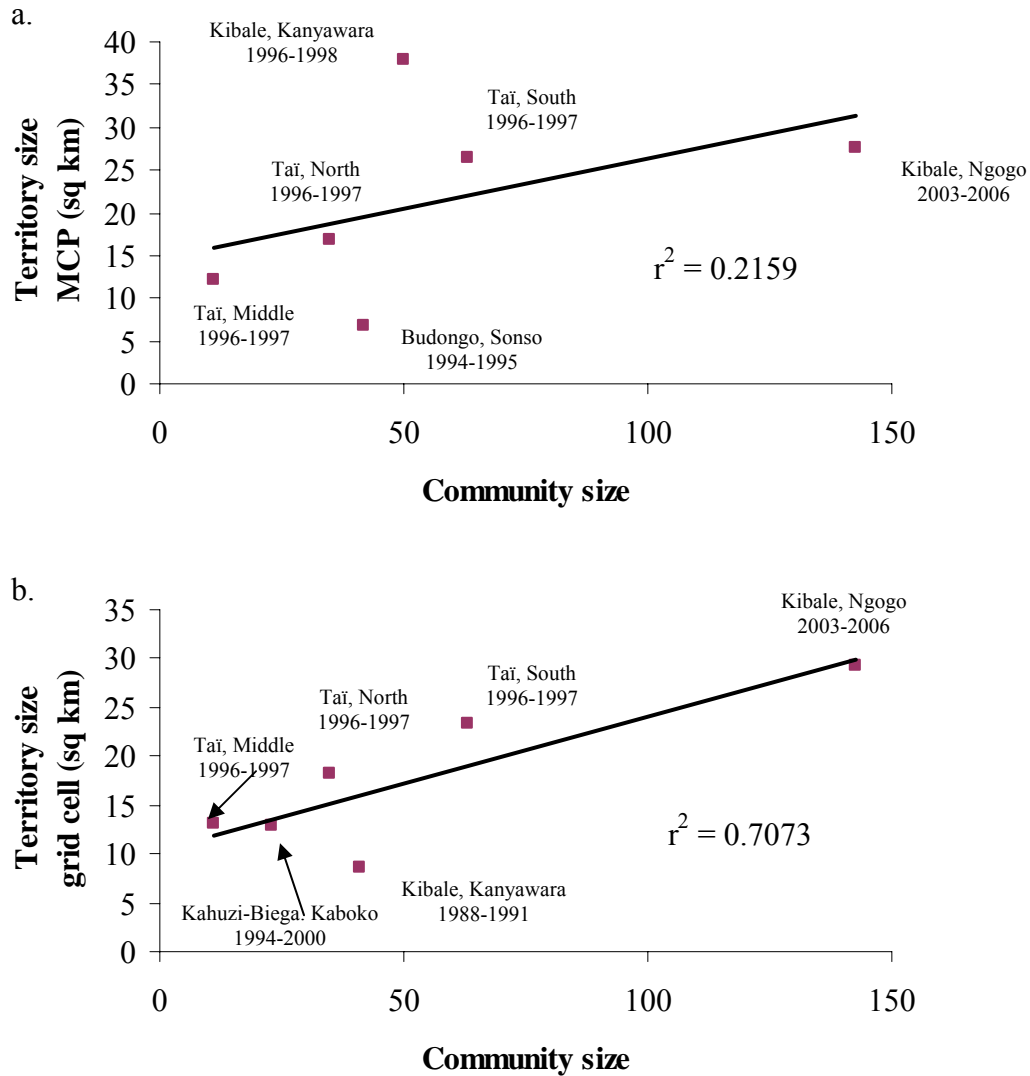 a.
Kibale, Kanyawara
1996-1998
Taï, South
1996-1997
Taï, North
1996-1997
Kibale, Ngogo
2003-2006
Taï, Middle
1996-1997
Budongo, Sonso
1994-1995
r² = 0.2159
Territory size
MCP (sq km)
40
35
30
25
20
15
10
5
0
0 50 100 150
Community size
b.
Kibale, Ngogo
2003-2006
Taï, South
1996-1997
Taï, North
1996-1997
Taï, Middle
1996-1997
Kahuzi-Biega. Kaboko
1994-2000
Kibale, Kanyawara
1988-1991
r² = 0.7073
Territory size
grid cell (sq km)
35
30
25
20
15
10
5
0
0 50 100 150
Community size